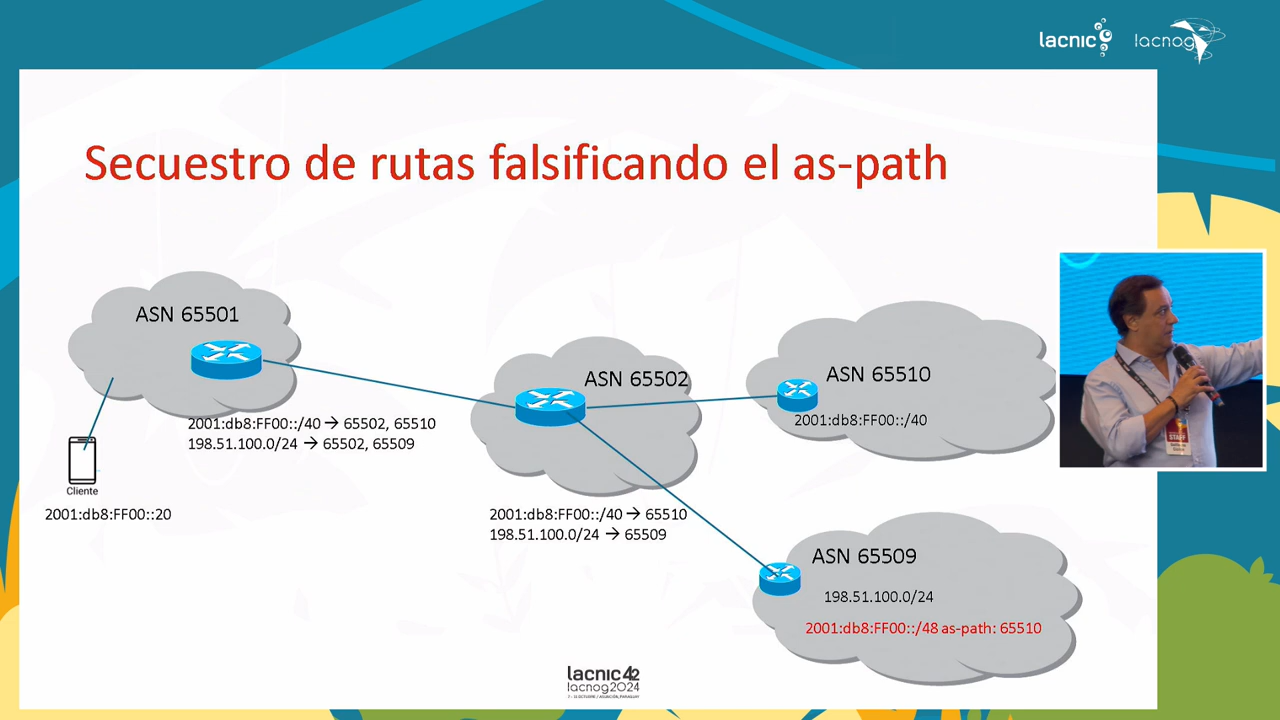 lacnic
lacnog
Secuestro de rutas falsificando el as-path
ASN 65501
2001:db8:FF00::/40 → 65502, 65510
198.51.100.0/24 → 65502, 65509
Cliente
2001:db8:FF00::20
ASN 65502
2001:db8:FF00::/40 → 65510
198.51.100.0/24 → 65509
ASN 65510
2001:db8:FF00::/40
ASN 65509
198.51.100.0/24
2001:db8:FF00::/48 as-path: 65510
STAFF
lacnic 42
lacnog2024